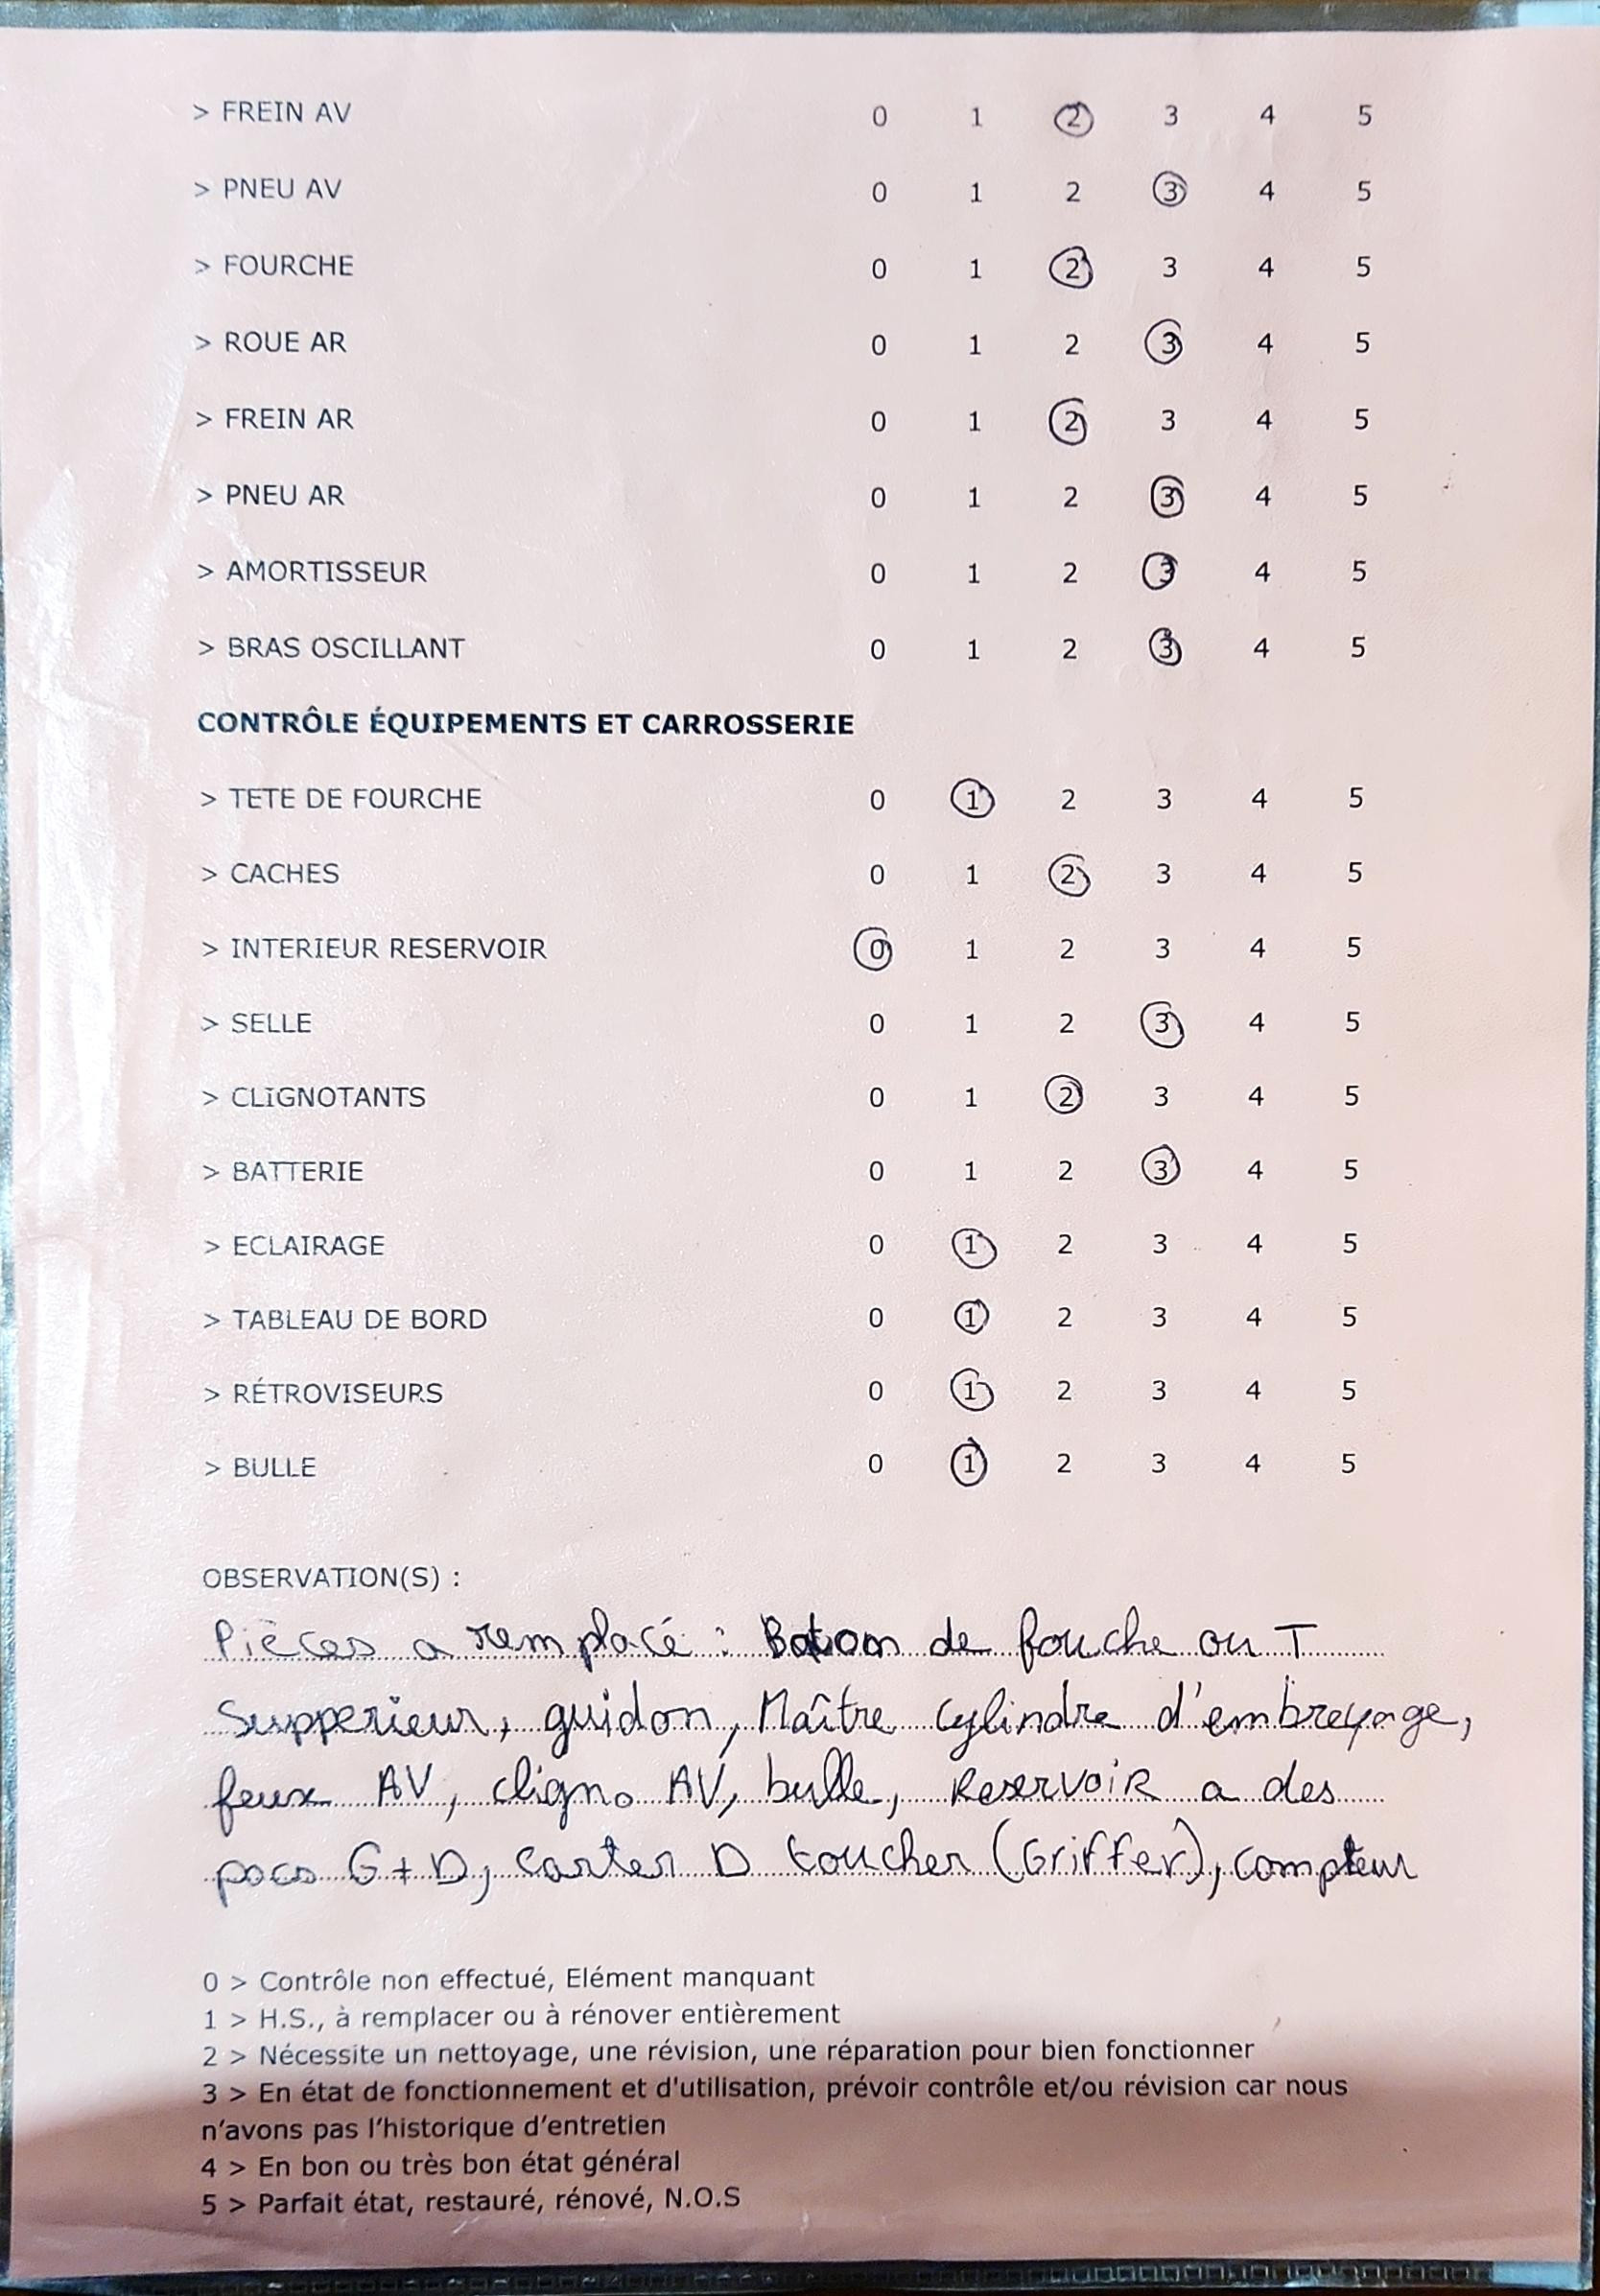 > FREIN AV 0 1 2 3 4 5
> PNEU AV 0 1 2 3 4 5
> FOURCHE 0 1 2 3 4 5
> ROUE AR 0 1 2 3 4 5
> FREIN AR 0 1 2 3 4 5
> PNEU AR 0 1 2 3 4 5
> AMORTISSEUR 0 1 2 3 4 5
> BRAS OSCILLANT 0 1 2 3 4 5
CONTRÔLE ÉQUIPEMENTS ET CARROSSERIE
> TETE DE FOURCHE 0 1 2 3 4 5
> CACHES 0 1 2 3 4 5
> INTERIEUR RESERVOIR 0 1 2 3 4 5
> SELLE 0 1 2 3 4 5
> CLIGNOTANTS 0 1 2 3 4 5
> BATTERIE 0 1 2 3 4 5
> ECLAIRAGE 0 1 2 3 4 5
> TABLEAU DE BORD 0 1 2 3 4 5
> RÉTROVISEURS 0 1 2 3 4 5
> BULLE 0 1 2 3 4 5
OBSERVATION(S) :
Pièces a remplacé : de fouche ou T
Supperieur, guidon, Maître cylindre d'embreyage,
feux AV, cligno AV, bulle, Reservoir a des
pocs G + D, carter D toucher (Griffer), compteur
0 > Contrôle non effectué, Elément manquant
1 > H.S., à remplacer ou à rénover entièrement
2 > Nécessite un nettoyage, une révision, une réparation pour bien fonctionner
3 > En état de fonctionnement et d'utilisation, prévoir contrôle et/ou révision car nous
n'avons pas l'historique d'entretien
4 > En bon ou très bon état général
5 > Parfait état, restauré, rénové, N.O.S